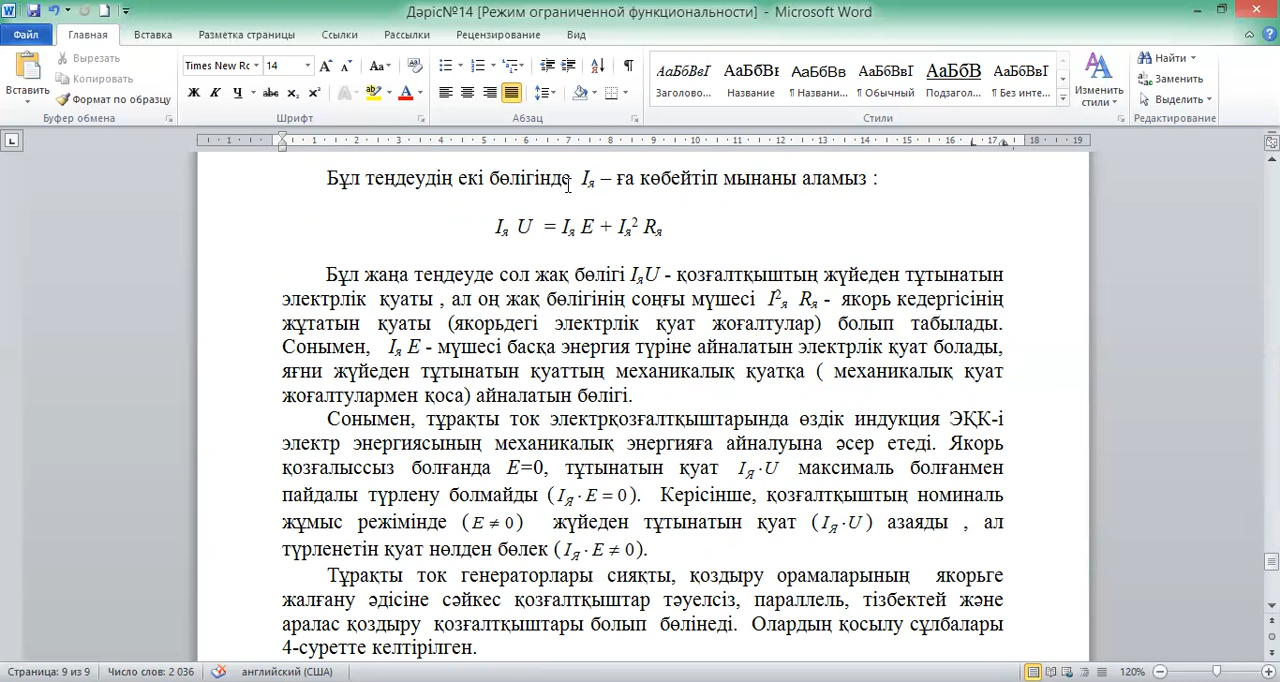 Дәріс№14 [Режим ограниченной функциональности] - Microsoft Word
Файл Главная Вставка Разметка страницы Ссылки Рассылки Рецензирование Вид
Вставить
Вырезать
Копировать
Формат по образцу
Буфер обмена
Times New Rc 14
Ж К Ч abc x₂ x²
Шрифт
Абзац
АаБбВвІ АаБбВі АаБбВв АаБбВвІ АаБбВ АаБбВвІ
Заголово... Название ¶ Названи... ¶ Обычный Подзагол... ¶ Без инте...
Стили
Изменить стили
Найти
Заменить
Выделить
Редактирование
Бұл теңдеудің екі бөлігінде Iя – ға көбейтіп мынаны аламыз :
Iя U = Iя E + Iя² Rя
Бұл жаңа теңдеуде сол жақ бөлігі IяU - қозғалтқыштың жүйеден тұтынатын
электрлік қуаты , ал оң жақ бөлігінің соңғы мүшесі I²я Rя - якорь кедергісінің
жұтатын қуаты (якорьдегі электрлік қуат жоғалтулар) болып табылады.
Сонымен, Iя E - мүшесі басқа энергия түріне айналатын электрлік қуат болады,
яғни жүйеден тұтынатын қуаттың механикалық қуатқа ( механикалық қуат
жоғалтулармен қоса) айналатын бөлігі.
Сонымен, тұрақты ток электрқозғалтқыштарында өздік индукция ЭҚК-і
электр энергиясының механикалық энергияға айналуына әсер етеді. Якорь
қозғалыссыз болғанда E=0, тұтынатын қуат IЯ·U максималь болғанмен
пайдалы түрлену болмайды (IЯ·E = 0). Керісінше, қозғалтқыштың номиналь
жұмыс режімінде (E ≠ 0) жүйеден тұтынатын қуат (IЯ·U) азаяды , ал
түрленетін қуат нөлден бөлек (IЯ·E ≠ 0).
Тұрақты ток генераторлары сияқты, қоздыру орамаларының якорьге
жалғану әдісіне сәйкес қозғалтқыштар тәуелсіз, параллель, тізбектей және
аралас қоздыру қозғалтқыштары болып бөлінеді. Олардың қосылу сұлбалары
4-суретте келтірілген.
Страница: 9 из 9 Число слов: 2 036 английский (США) 120%